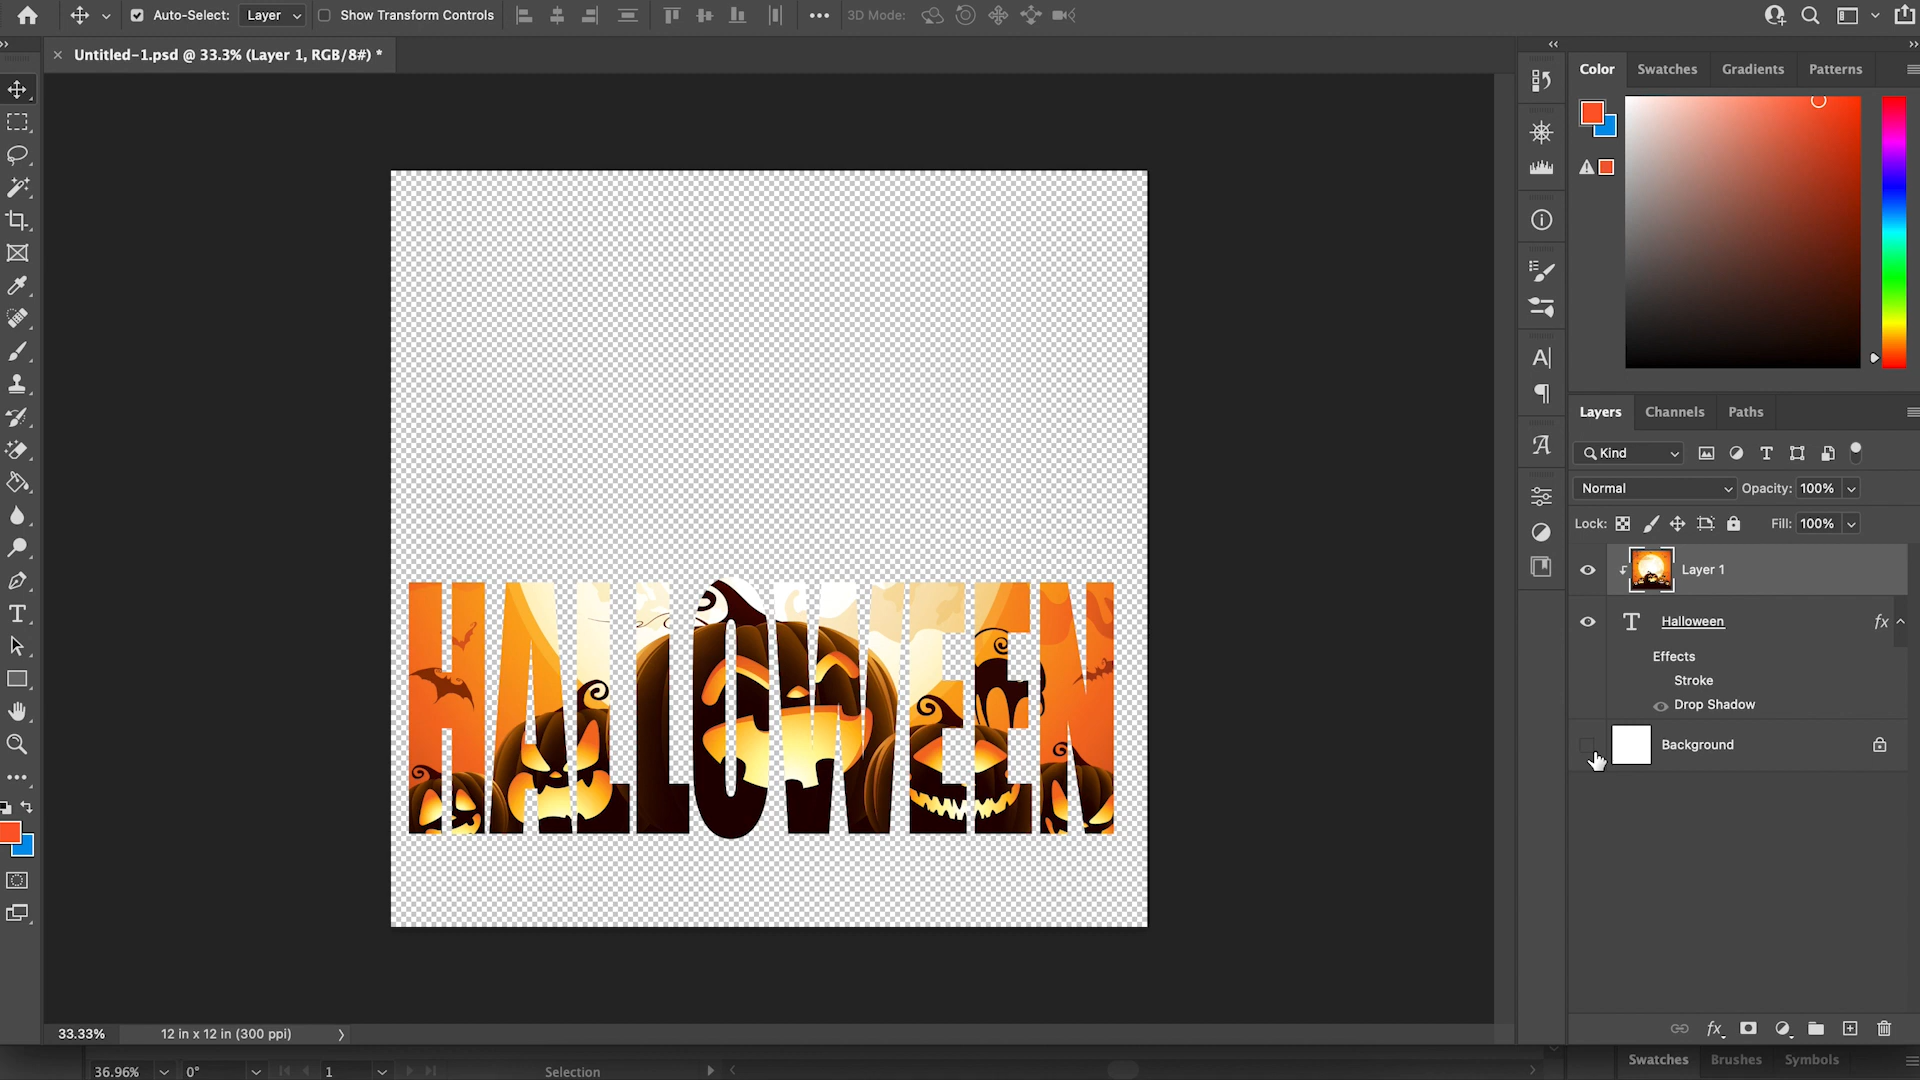 Auto-Select:
Layer
Show Transform Controls
3D Mode:
× Untitled-1.psd @ 33.3% (Layer 1, RGB/8#) *
Color
Swatches
Gradients
Patterns
HALLOWEEN
Layers
Channels
Paths
Kind
Normal
Opacity: 100%
Lock:
Fill: 100%
Layer 1
T
Halloween
fx
Effects
Stroke
Drop Shadow
Background
33.33%
12 in x 12 in (300 ppi)
fx
36.96%
0°
1
Selection
Swatches
Brushes
Symbols